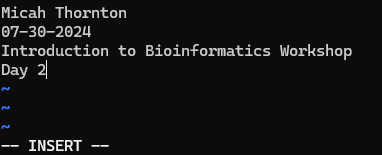 Micah Thornton
07-30-2024
Introduction to Bioinformatics Workshop
Day 2
~
~
~
-- INSERT --